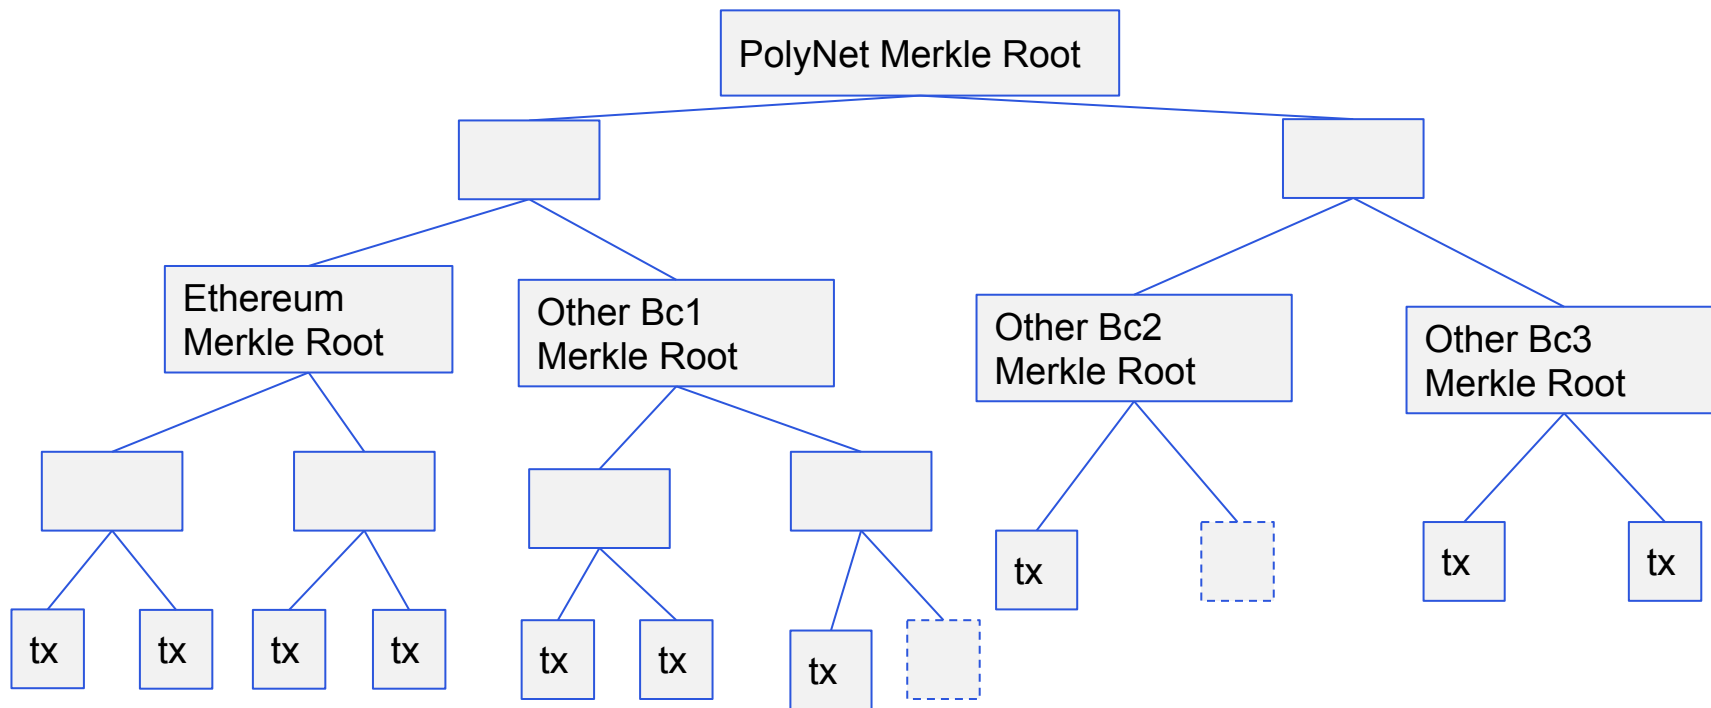 PolyNet Merkle Root
Ethereum
Merkle Root
Other Bc1
Merkle Root
Other Bc2
Merkle Root
Other Bc3
Merkle Root
tx
tx
tx
tx
tx
tx
tx
tx
tx
tx